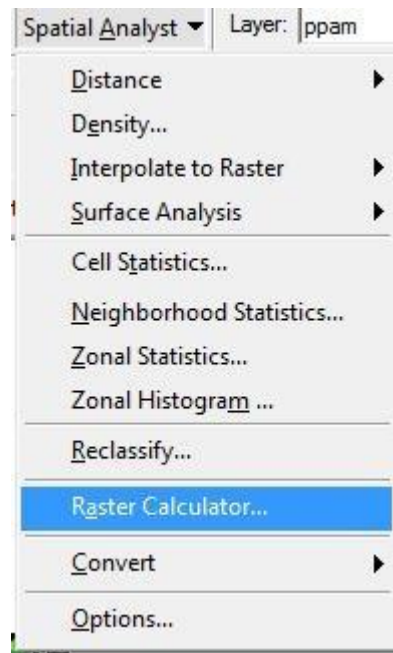 Spatial Analyst Layer: ppam
Distance
Density...
Interpolate to Raster
Surface Analysis
Cell Statistics...
Neighborhood Statistics...
Zonal Statistics...
Zonal Histogram ...
Reclassify...
Raster Calculator...
Convert
Options...